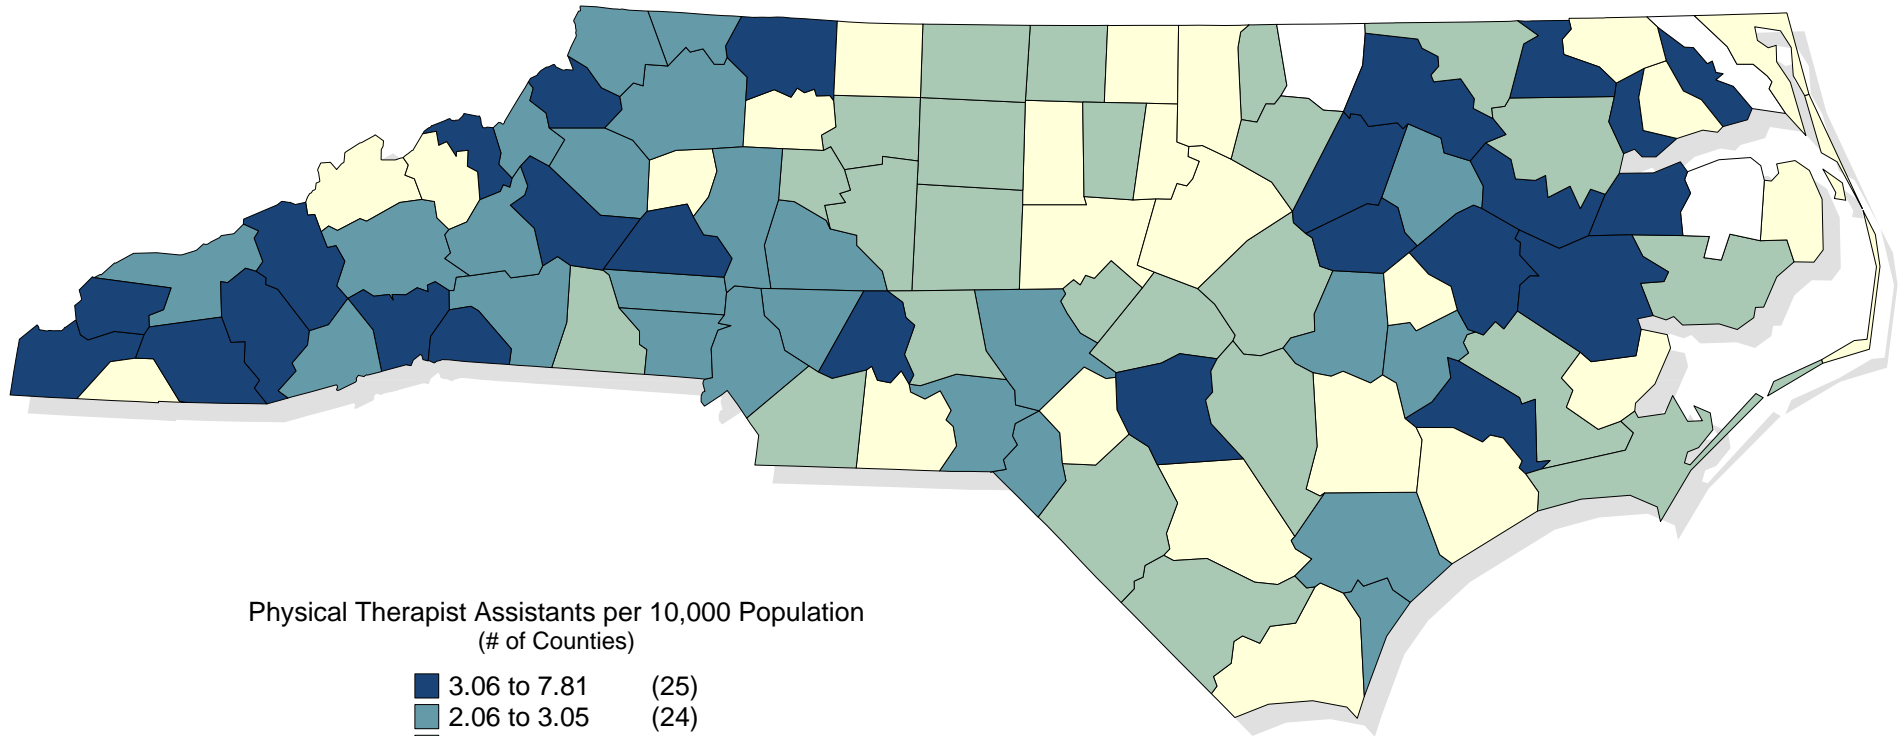 Physical Therapist Assistants per 10,000 Population
(# of Counties)
3.06 to 7.81 (25)
2.06 to 3.05 (24)